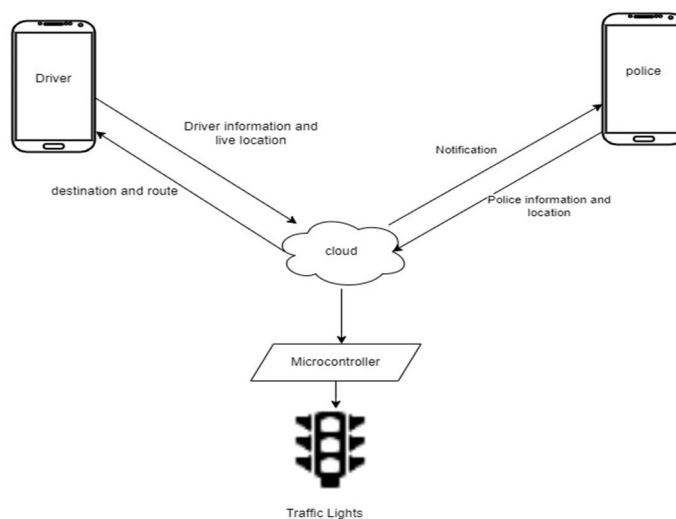 Driver
police
Driver information and
live location
Notification
destination and route
Police information and
location
cloud
Microcontroller
Traffic Lights